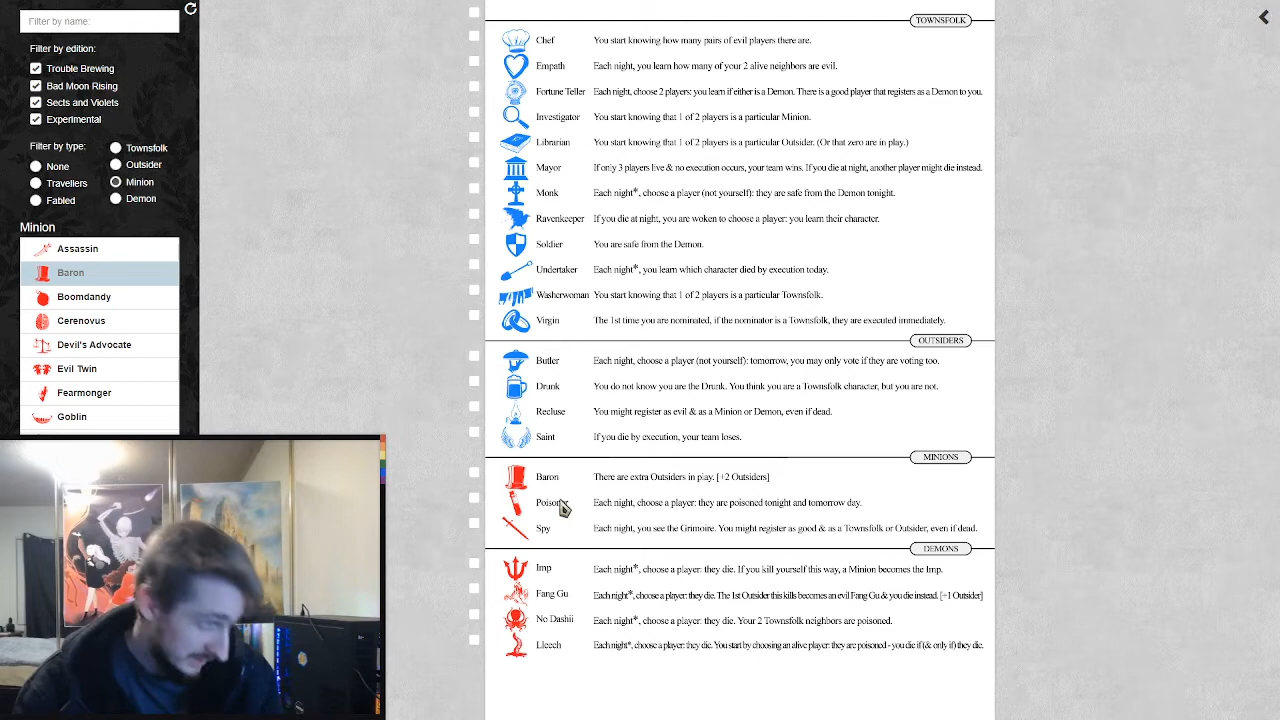 Filter by name:
Filter by edition:
Trouble Brewing
Bad Moon Rising
Sects and Violets
Experimental
Filter by type:
None
Travellers
Fabled
Townsfolk
Outsider
Minion
Demon
Minion
Assassin
Baron
Boomdandy
Cerenovus
Devil's Advocate
Evil Twin
Fearmonger
Goblin
TOWNSFOLK
Chef You start knowing how many pairs of evil players there are.
Empath Each night, you learn how many of your 2 alive neighbors are evil.
Fortune Teller Each night, choose 2 players: you learn if either is a Demon. There is a good player that registers as a Demon to you.
Investigator You start knowing that 1 of 2 players is a particular Minion.
Librarian You start knowing that 1 of 2 players is a particular Outsider. (Or that zero are in play.)
Mayor If only 3 players live & no execution occurs, your team wins. If you die at night, another player might die instead.
Monk Each night*, choose a player (not yourself): they are safe from the Demon tonight.
Ravenkeeper If you die at night, you are woken to choose a player: you learn their character.
Soldier You are safe from the Demon.
Undertaker Each night*, you learn which character died by execution today.
Washerwoman You start knowing that 1 of 2 players is a particular Townsfolk.
Virgin The 1st time you are nominated, if the nominator is a Townsfolk, they are executed immediately.
OUTSIDERS
Butler Each night, choose a player (not yourself): tomorrow, you may only vote if they are voting too.
Drunk You do not know you are the Drunk. You think you are a Townsfolk character, but you are not.
Recluse You might register as evil & as a Minion or Demon, even if dead.
Saint If you die by execution, your team loses.
MINIONS
Baron There are extra Outsiders in play. [+2 Outsiders]
Poisoner Each night, choose a player: they are poisoned tonight and tomorrow day.
Spy Each night, you see the Grimoire. You might register as good & as a Townsfolk or Outsider, even if dead.
DEMONS
Imp Each night*, choose a player: they die. If you kill yourself this way, a Minion becomes the Imp.
Fang Gu Each night*, choose a player: they die. The 1st Outsider this kills becomes an evil Fang Gu & you die instead. [+1 Outsider]
No Dashii Each night*, choose a player: they die. Your 2 Townsfolk neighbors are poisoned.
Lleech Each night*, choose a player: they die. You start by choosing an alive player: they are poisoned - you die if (& only if) they die.